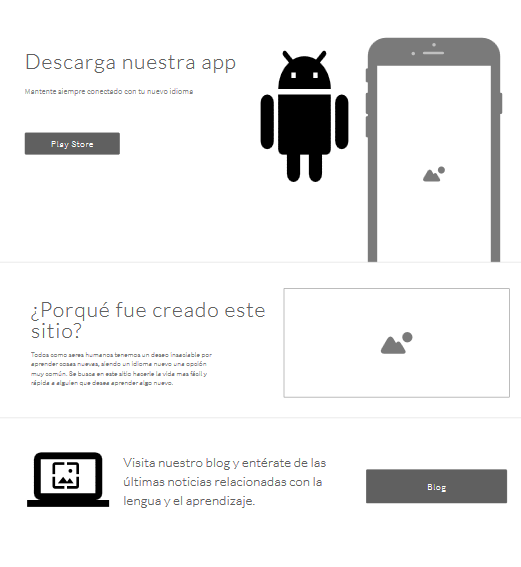 Descarga nuestra app
Mantente siempre conectado con tu nuevo idioma
Play Store
¿Porqué fue creado este
sitio?
Todos como seres humanos tenemos un deseo insaciable por
aprender cosas nuevas, siendo un idioma nuevo una opción
muy común. Se busca en este sitio hacerle la vida mas fácil y
rápida a alguien que desea aprender algo nuevo.
Visita nuestro blog y entérate de las
últimas noticias relacionadas con la
lengua y el aprendizaje.
Blog